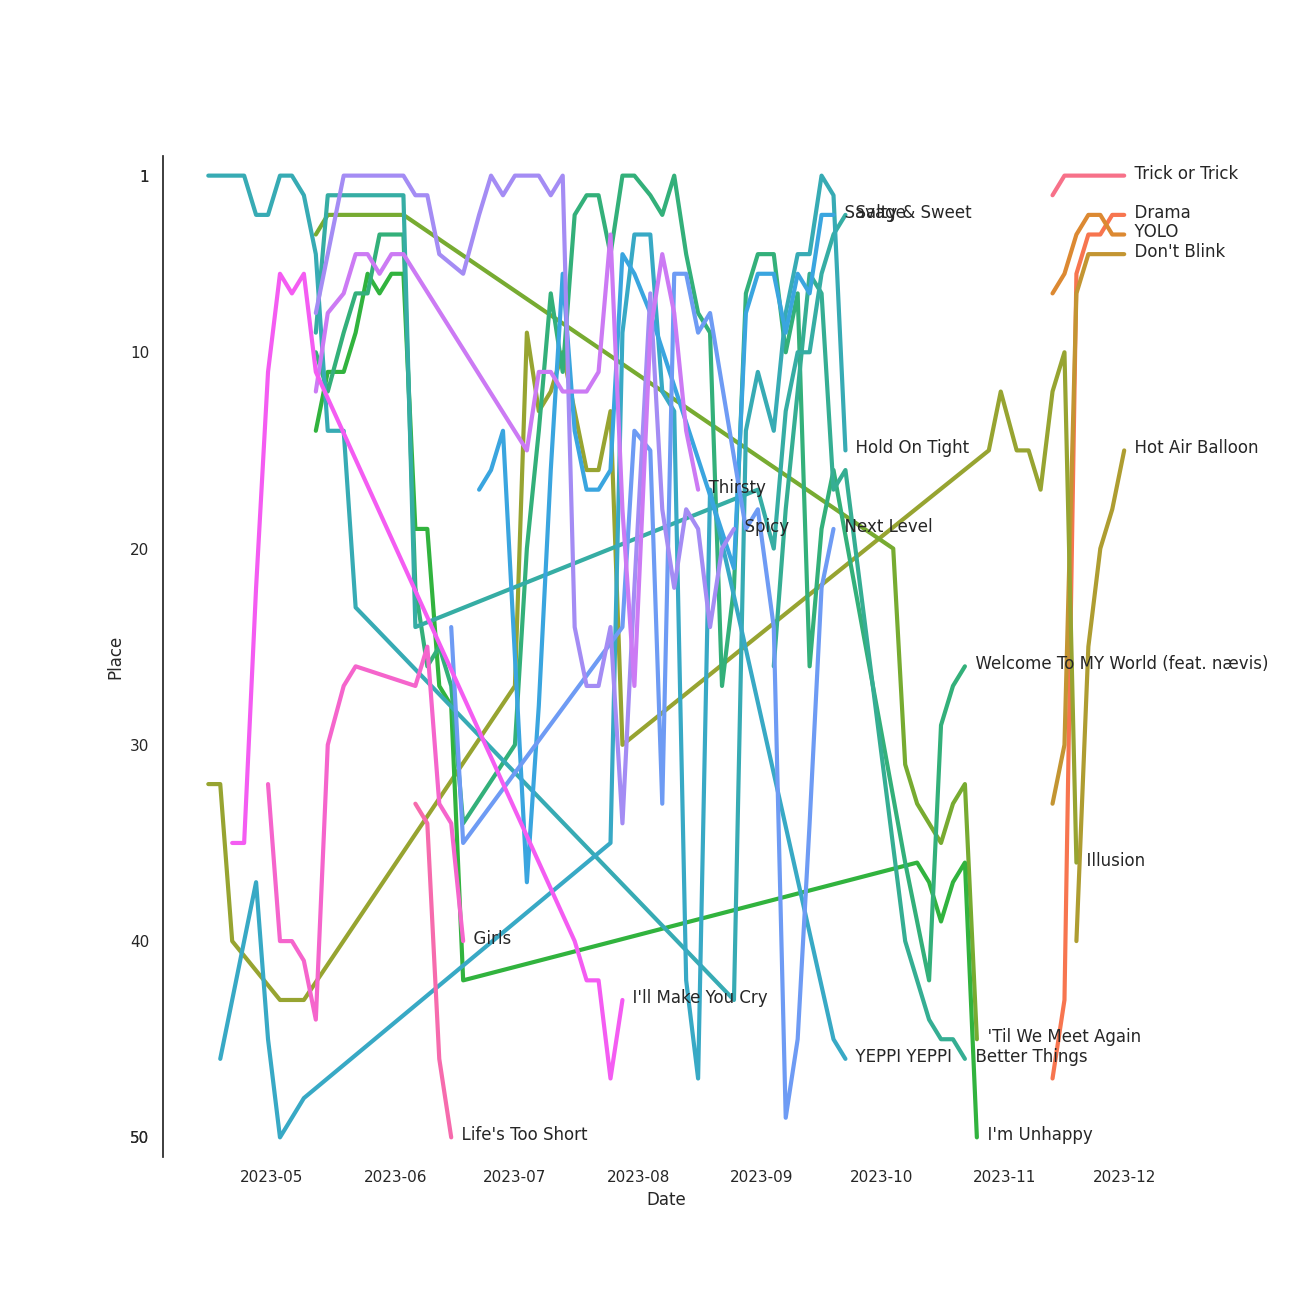 1
10
20
30
40
50
Place
2023-05
2023-06
2023-07
2023-08
2023-09
2023-10
2023-11
2023-12
Date
Trick or Trick
Drama
YOLO
Don't Blink
Salty & Sweet
Savage
Hold On Tight
Hot Air Balloon
Thirsty
Spicy
Next Level
Welcome To MY World (feat. nævis)
Illusion
Girls
I'll Make You Cry
'Til We Meet Again
YEPPI YEPPI
Better Things
Life's Too Short
I'm Unhappy